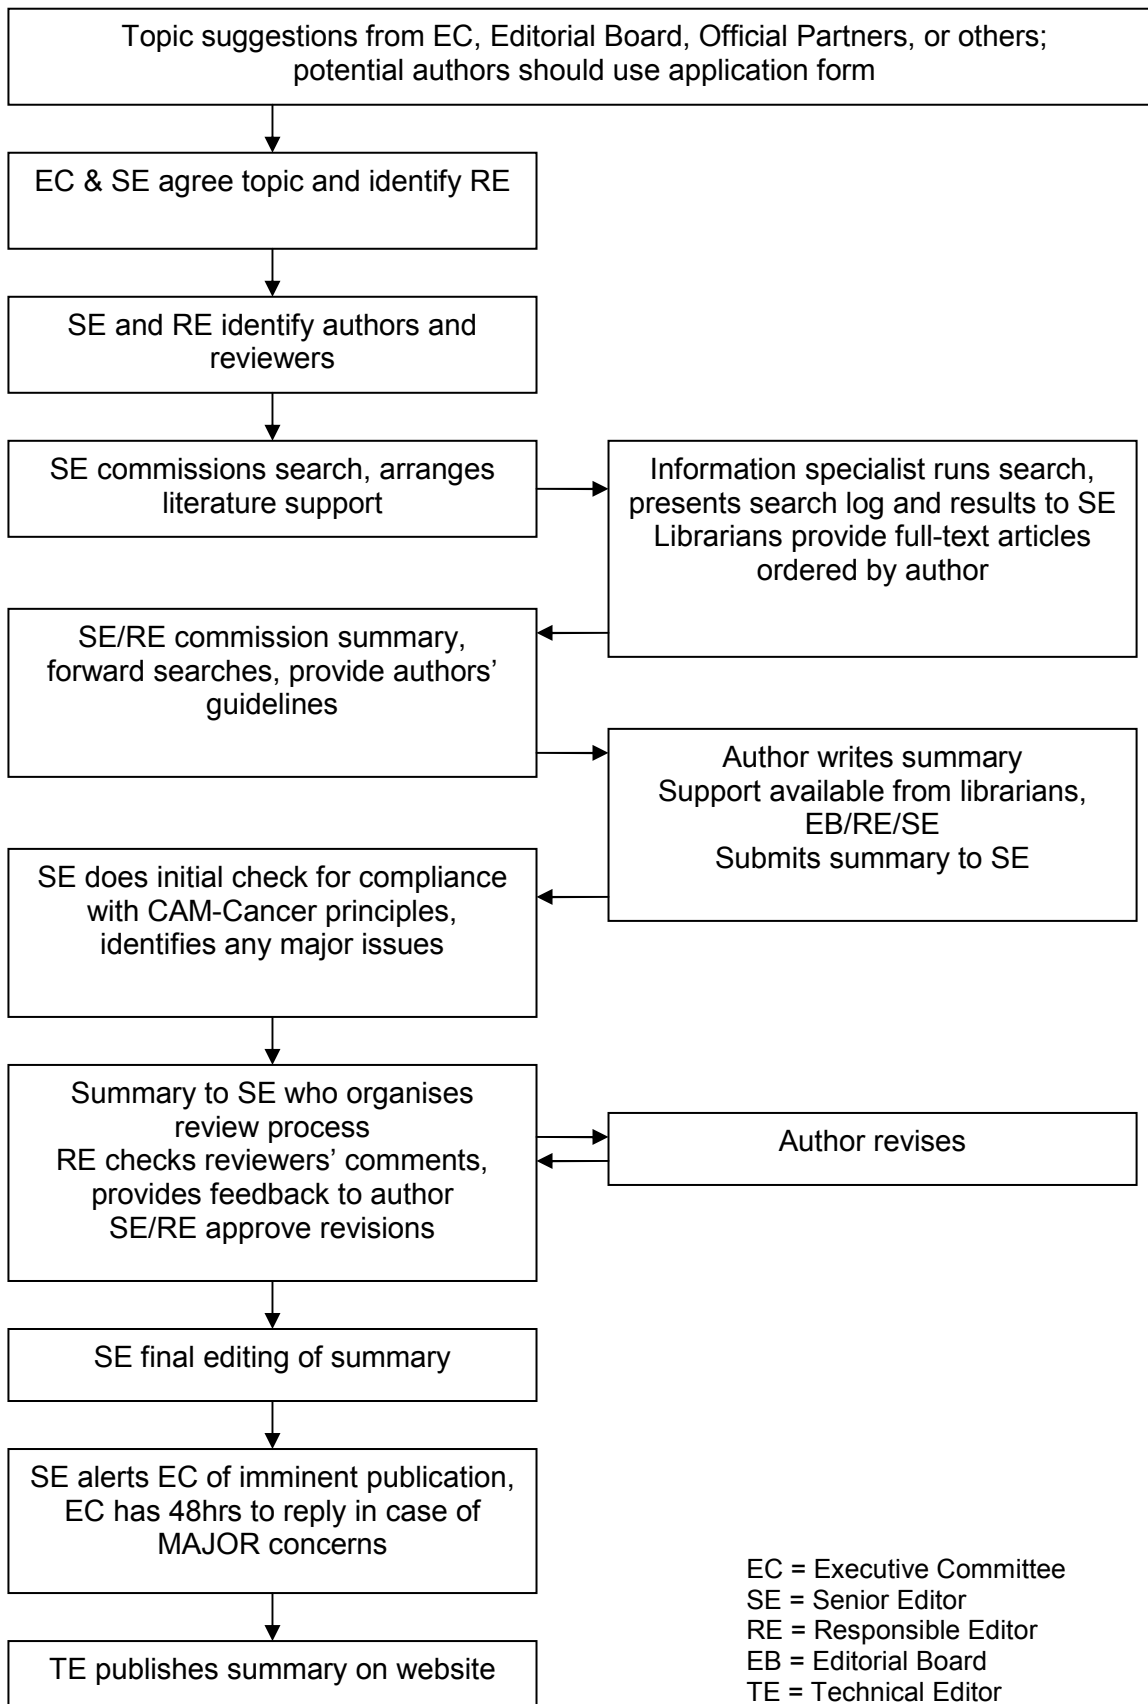 Topic suggestions from EC, Editorial Board, Official Partners, or others;
potential authors should use application form
EC & SE agree topic and identify RE
SE and RE identify authors and
reviewers
SE commissions search, arranges
literature support
Information specialist runs search,
presents search log and results to SE
Librarians provide full-text articles
ordered by author
SE/RE commission summary,
forward searches, provide authors’
guidelines
Author writes summary
Support available from librarians,
EB/RE/SE
Submits summary to SE
SE does initial check for compliance
with CAM-Cancer principles,
identifies any major issues
Summary to SE who organises
review process
RE checks reviewers’ comments,
provides feedback to author
SE/RE approve revisions
Author revises
SE final editing of summary
SE alerts EC of imminent publication,
EC has 48hrs to reply in case of
MAJOR concerns
TE publishes summary on website
EC = Executive Committee
SE = Senior Editor
RE = Responsible Editor
EB = Editorial Board
TE = Technical Editor